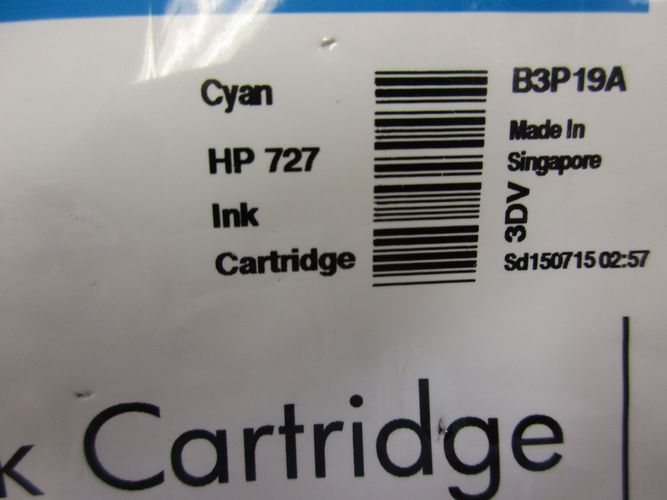 Cyan
HP 727
Ink
Cartridge
B3P19A
Made In
Singapore
3DV
Sd150715 02:57
k Cartridge